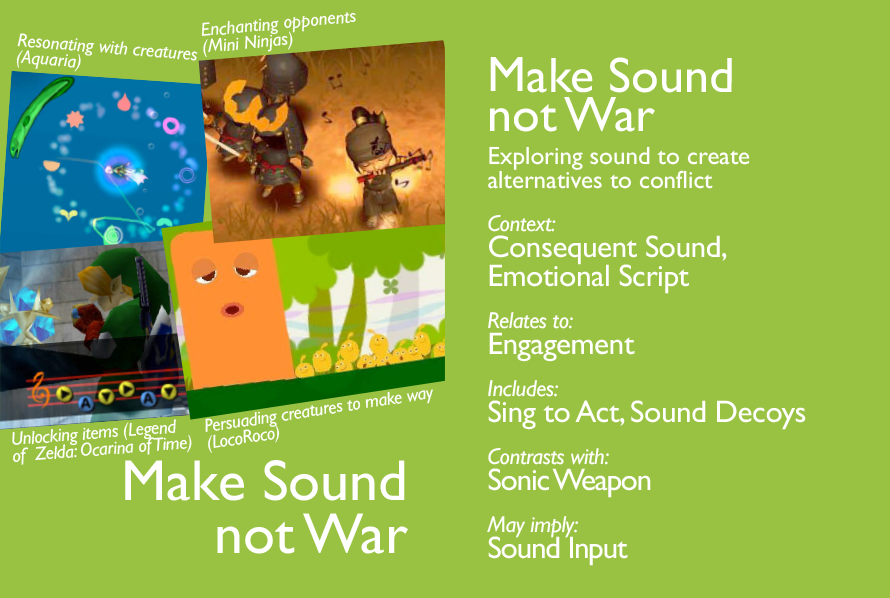 Resonating with creatures
(Aquaria)
Enchanting opponents
(Mini Ninjas)
A
V
A
Unlocking items (Legend
of Zelda: Ocarina of Time)
Persuading creatures to make way
(LocoRoco)
Make Sound
not War
Make Sound
not War
Exploring sound to create
alternatives to conflict
Context:
Consequent Sound,
Emotional Script
Relates to:
Engagement
Includes:
Sing to Act, Sound Decoys
Contrasts with:
Sonic Weapon
May imply:
Sound Input